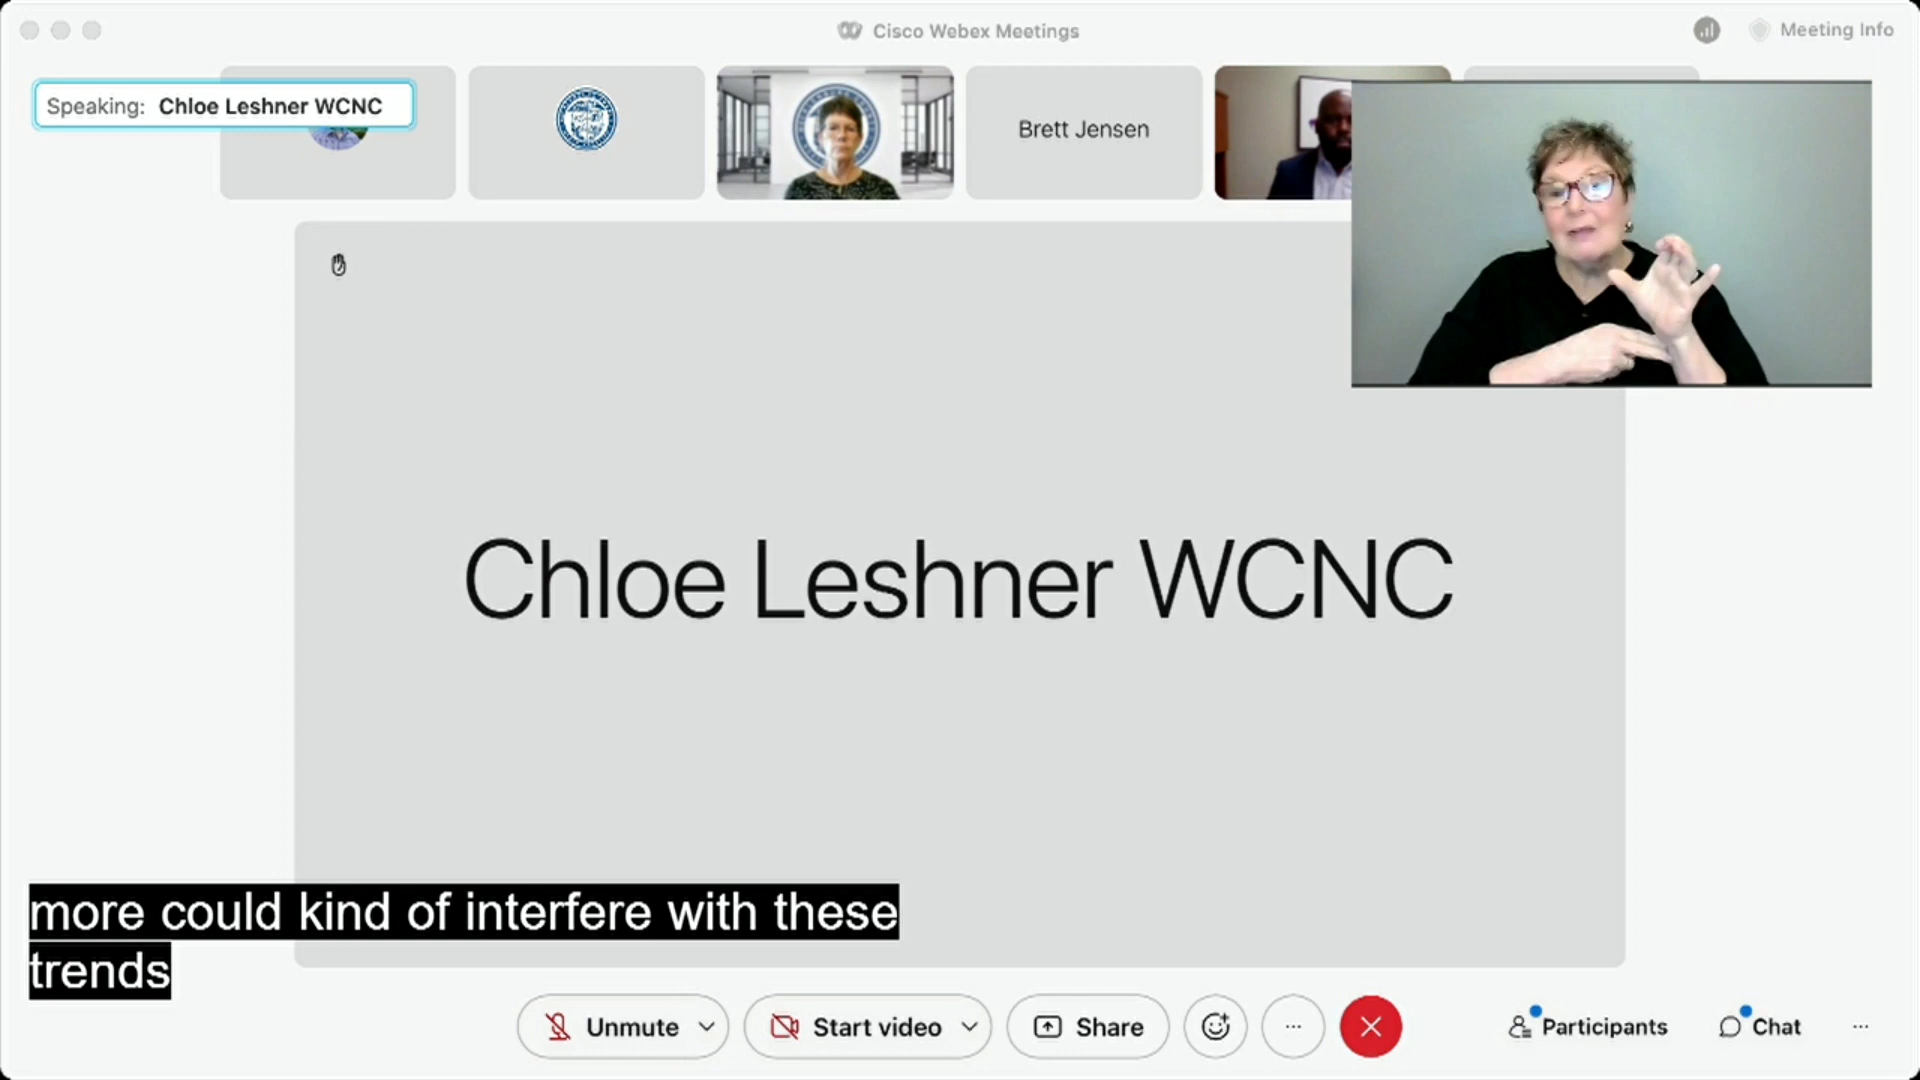 Cisco Webex Meetings
Meeting Info
Speaking: Chloe Leshner WCNC
Brett Jensen
Chloe Leshner WCNC
more could kind of interfere with these
trends
Unmute
Start video
Share
Participants
Chat